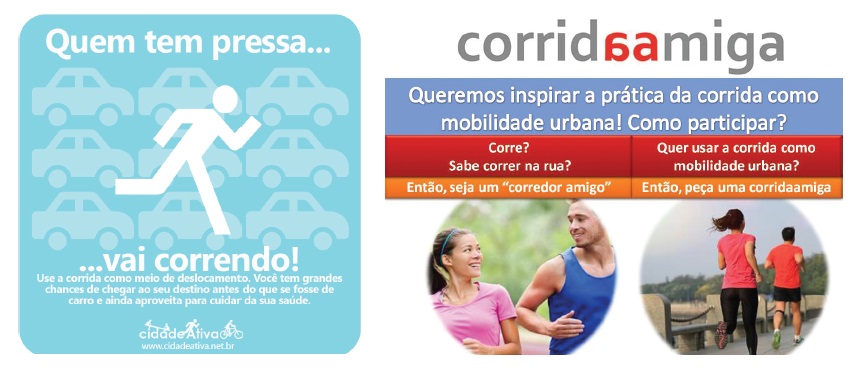 Quem tem pressa...
...vai correndo!
Use a corrida como meio de deslocamento. Você tem grandes
chances de chegar ao seu destino antes do que se fosse de
carro e ainda aproveita para cuidar da sua saúde.
cidadeAtiva
www.cidadeativa.net.br
corridaamiga
Queremos inspirar a prática da corrida como
mobilidade urbana! Como participar?
Corre?
Sabe correr na rua?
Então, seja um “corredor amigo”
Quer usar a corrida como
mobilidade urbana?
Então, peça uma corridaamiga